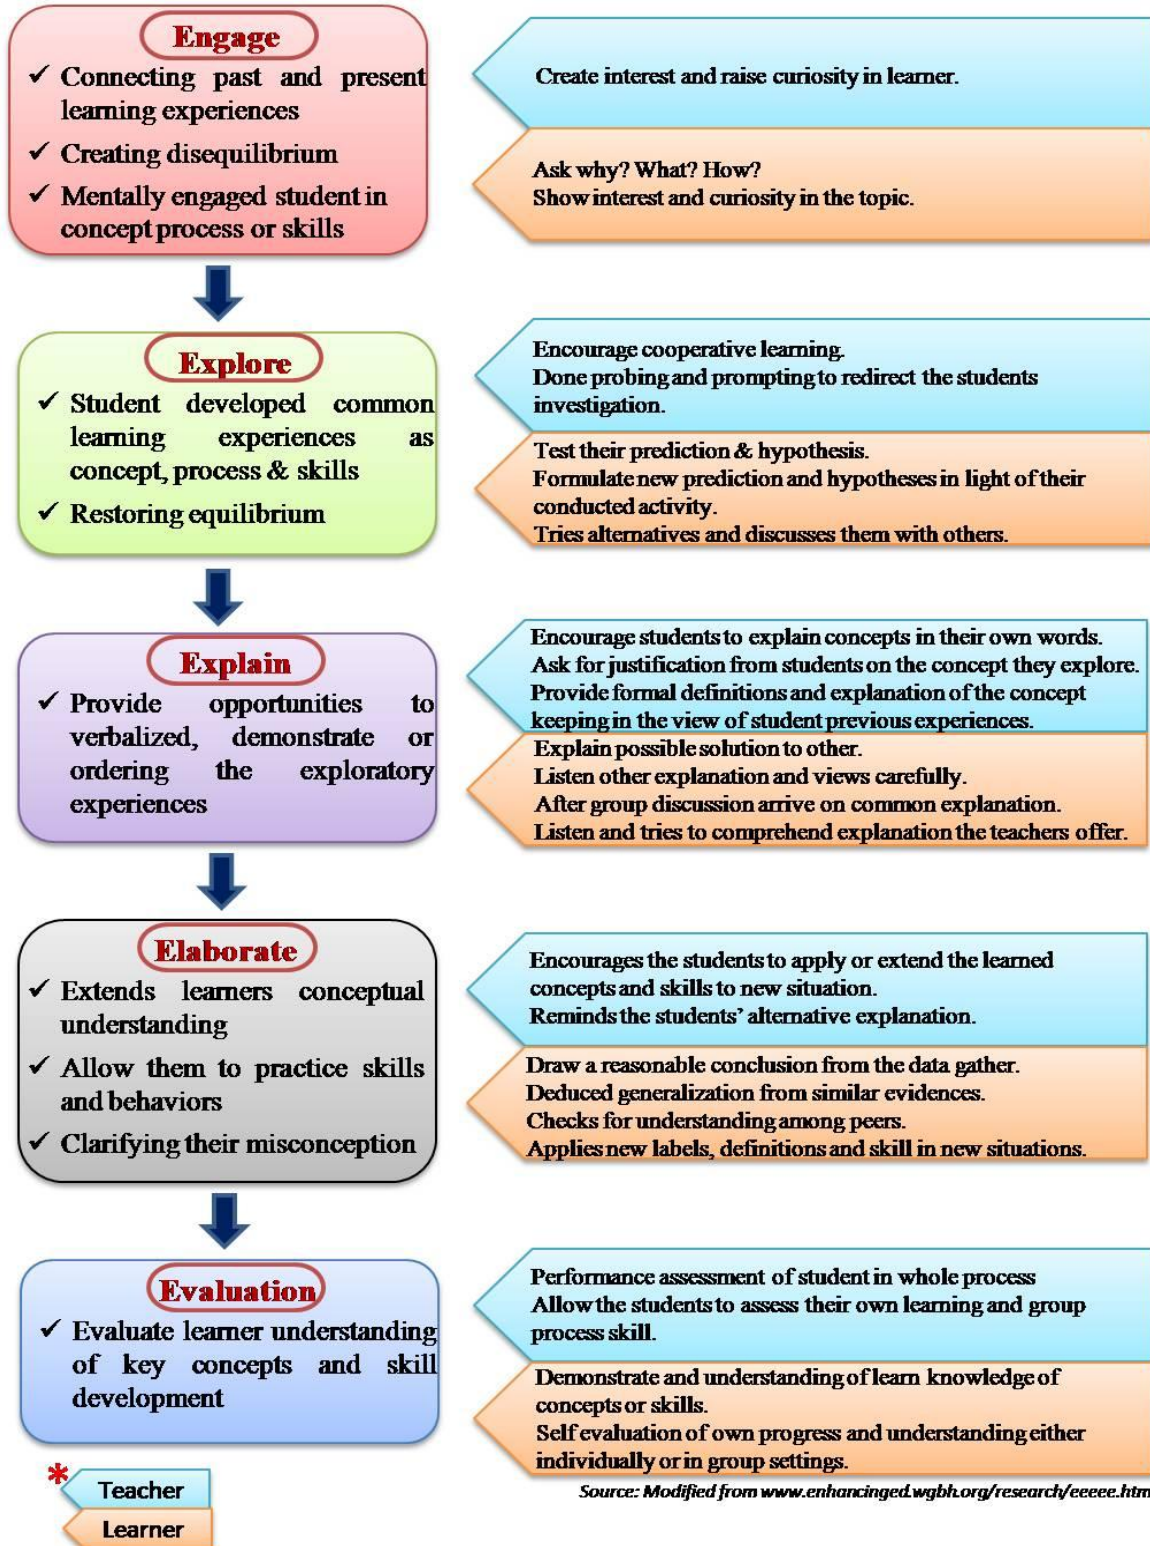 Engage
✓ Connecting past and present
learning experiences
✓ Creating disequilibrium
✓ Mentally engaged student in
concept process or skills
Create interest and raise curiosity in learner.
Ask why? What? How?
Show interest and curiosity in the topic.
Explore
✓ Student developed common
learning experiences as
concept, process & skills
✓ Restoring equilibrium
Encourage cooperative learning.
Done probing and prompting to redirect the students
investigation.
Test their prediction & hypothesis.
Formulate new prediction and hypotheses in light of their
conducted activity.
Tries alternatives and discusses them with others.
Explain
✓ Provide opportunities to
verbalized, demonstrate or
ordering the exploratory
experiences
Encourage students to explain concepts in their own words.
Ask for justification from students on the concept they explore.
Provide formal definitions and explanation of the concept
keeping in the view of student previous experiences.
Explain possible solution to other.
Listen other explanation and views carefully.
After group discussion arrive on common explanation.
Listen and tries to comprehend explanation the teachers offer.
Elaborate
✓ Extends learners conceptual
understanding
✓ Allow them to practice skills
and behaviors
✓ Clarifying their misconception
Encourages the students to apply or extend the learned
concepts and skills to new situation.
Reminds the students’ alternative explanation.
Draw a reasonable conclusion from the data gather.
Deduced generalization from similar evidences.
Checks for understanding among peers.
Applies new labels, definitions and skill in new situations.
Evaluation
✓ Evaluate learner understanding
of key concepts and skill
development
Performance assessment of student in whole process
Allow the students to assess their own learning and group
process skill.
Demonstrate and understanding of learn knowledge of
concepts or skills.
Self evaluation of own progress and understanding either
individually or in group settings.
* Teacher
Learner
Source: Modified from www.enhancinged.wgbh.org/research/eeeee.htm